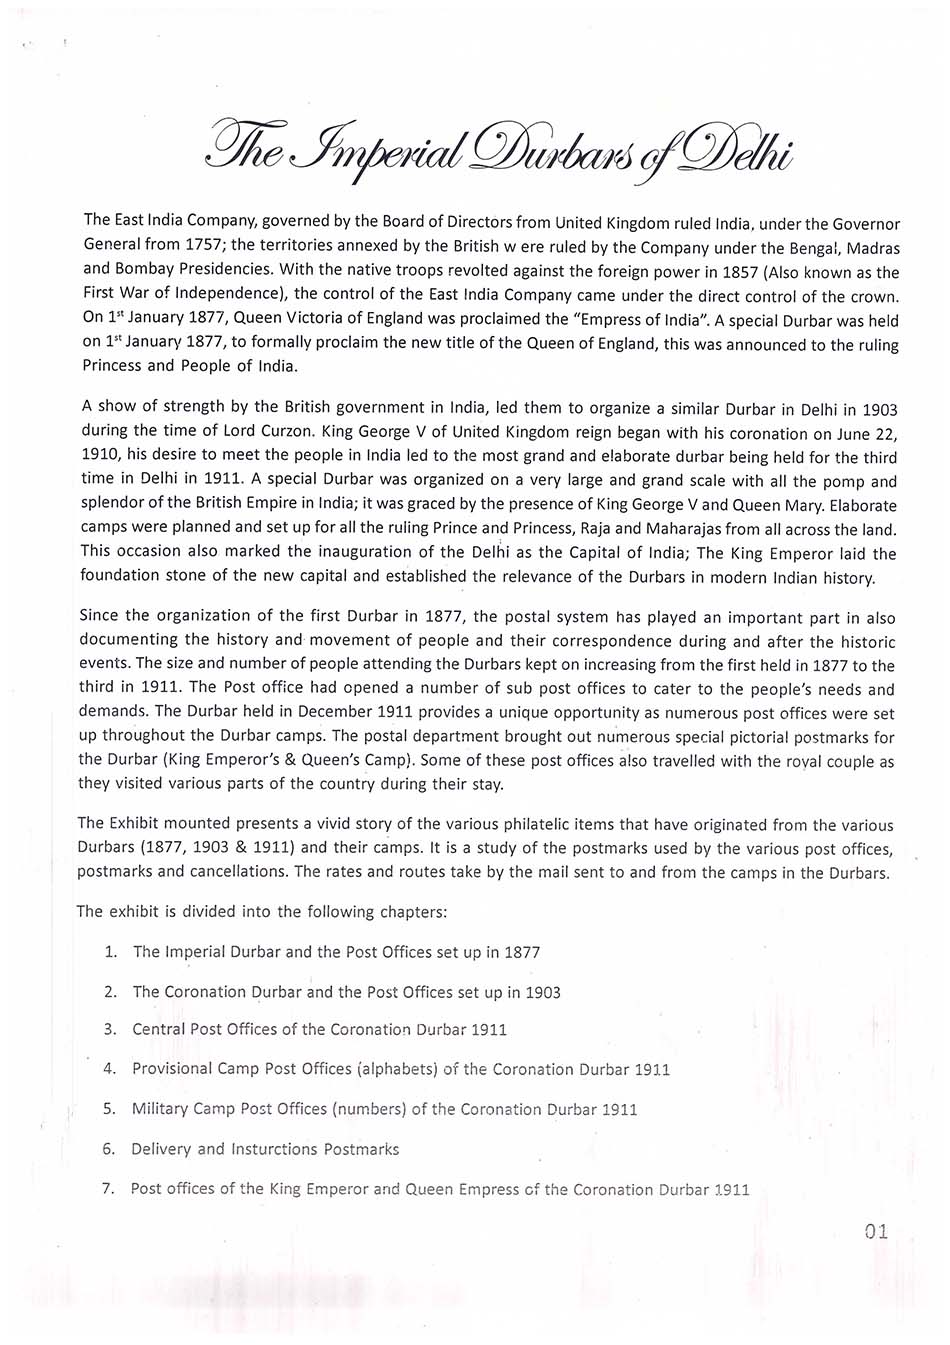 The Imperial Durbars of Delhi
The East India Company, governed by the Board of Directors from United Kingdom ruled India, under the Governor
General from 1757; the territories annexed by the British w ere ruled by the Company under the Bengal, Madras
and Bombay Presidencies. With the native troops revolted against the foreign power in 1857 (Also known as the
First War of Independence), the control of the East India Company came under the direct control of the crown.
On 1st January 1877, Queen Victoria of England was proclaimed the “Empress of India”. A special Durbar was held
on 1st January 1877, to formally proclaim the new title of the Queen of England, this was announced to the ruling
Princess and People of India.
A show of strength by the British government in India, led them to organize a similar Durbar in Delhi in 1903
during the time of Lord Curzon. King George V of United Kingdom reign began with his coronation on June 22,
1910, his desire to meet the people in India led to the most grand and elaborate durbar being held for the third
time in Delhi in 1911. A special Durbar was organized on a very large and grand scale with all the pomp and
splendor of the British Empire in India; it was graced by the presence of King George V and Queen Mary. Elaborate
camps were planned and set up for all the ruling Prince and Princess, Raja and Maharajas from all across the land.
This occasion also marked the inauguration of the Delhi as the Capital of India; The King Emperor laid the
foundation stone of the new capital and established the relevance of the Durbars in modern Indian history.
Since the organization of the first Durbar in 1877, the postal system has played an important part in also
documenting the history and movement of people and their correspondence during and after the historic
events. The size and number of people attending the Durbars kept on increasing from the first held in 1877 to the
third in 1911. The Post office had opened a number of sub post offices to cater to the people’s needs and
demands. The Durbar held in December 1911 provides a unique opportunity as numerous post offices were set
up throughout the Durbar camps. The postal department brought out numerous special pictorial postmarks for
the Durbar (King Emperor’s & Queen’s Camp). Some of these post offices also travelled with the royal couple as
they visited various parts of the country during their stay.
The Exhibit mounted presents a vivid story of the various philatelic items that have originated from the various
Durbars (1877, 1903 & 1911) and their camps. It is a study of the postmarks used by the various post offices,
postmarks and cancellations. The rates and routes take by the mail sent to and from the camps in the Durbars.
The exhibit is divided into the following chapters:
1. The Imperial Durbar and the Post Offices set up in 1877
2. The Coronation Durbar and the Post Offices set up in 1903
3. Central Post Offices of the Coronation Durbar 1911
4. Provisional Camp Post Offices (alphabets) of the Coronation Durbar 1911
5. Military Camp Post Offices (numbers) of the Coronation Durbar 1911
6. Delivery and Insturctions Postmarks
7. Post offices of the King Emperor and Queen Empress of the Coronation Durbar 1911
01